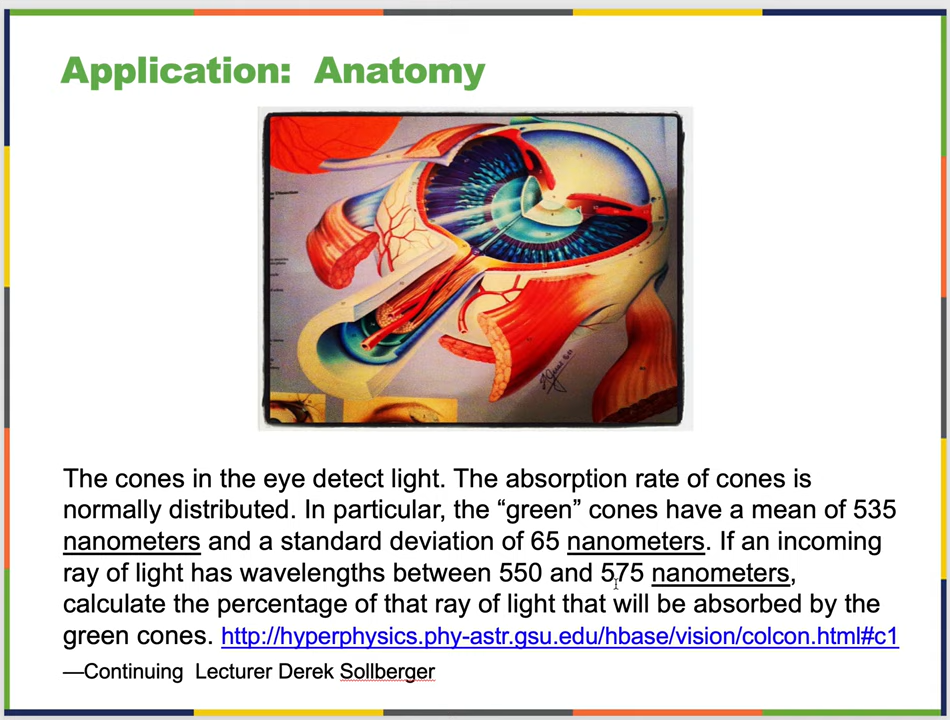 Application:  Anatomy
The cones in the eye detect light. The absorption rate of cones is
normally distributed. In particular, the “green” cones have a mean of 535
nanometers and a standard deviation of 65 nanometers. If an incoming
ray of light has wavelengths between 550 and 575 nanometers,
calculate the percentage of that ray of light that will be absorbed by the
green cones. http://hyperphysics.phy-astr.gsu.edu/hbase/vision/colcon.html#c1
—Continuing  Lecturer Derek Sollberger